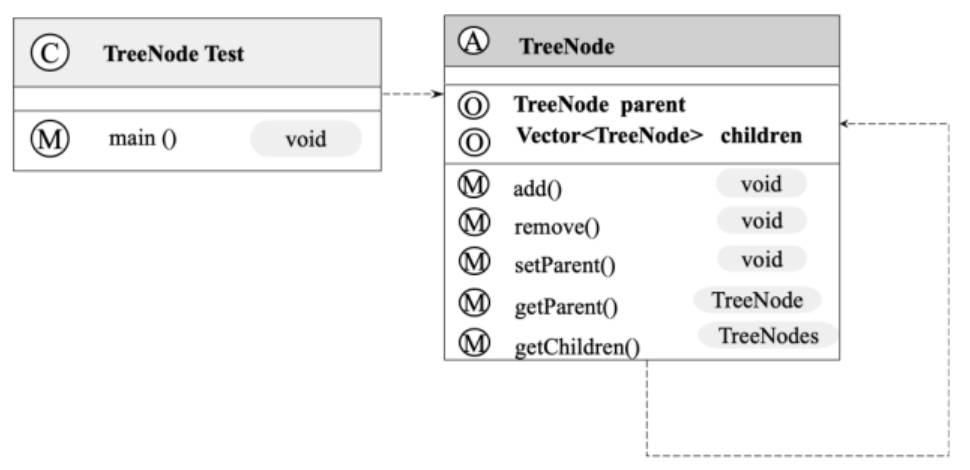 C TreeNode Test
M main () void
A TreeNode
O TreeNode parent
O Vector<TreeNode> children
M add() void
M remove() void
M setParent() void
M getParent() TreeNode
M getChildren() TreeNodes